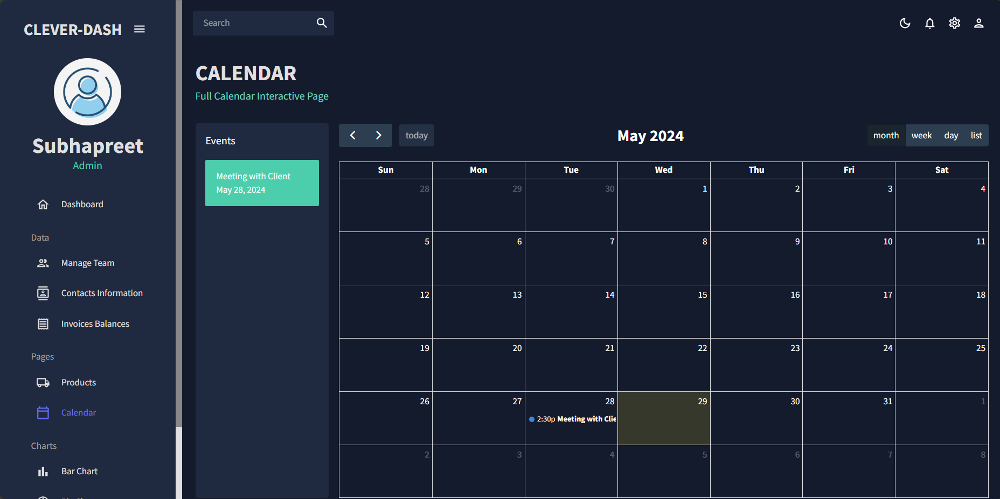 CLEVER-DASH
Subhapreet
Admin
Dashboard
Data
Manage Team
Contacts Information
Invoices Balances
Pages
Products
Calendar
Charts
Bar Chart
Search
CALENDAR
Full Calendar Interactive Page
Events
Meeting with Client
May 28, 2024
today
May 2024
month week day list
Sun Mon Tue Wed Thu Fri Sat
28 29 30 1 2 3 4
5 6 7 8 9 10 11
12 13 14 15 16 17 18
19 20 21 22 23 24 25
26 27 28 29 30 31 1
2:30p Meeting with Clie
2 3 4 5 6 7 8